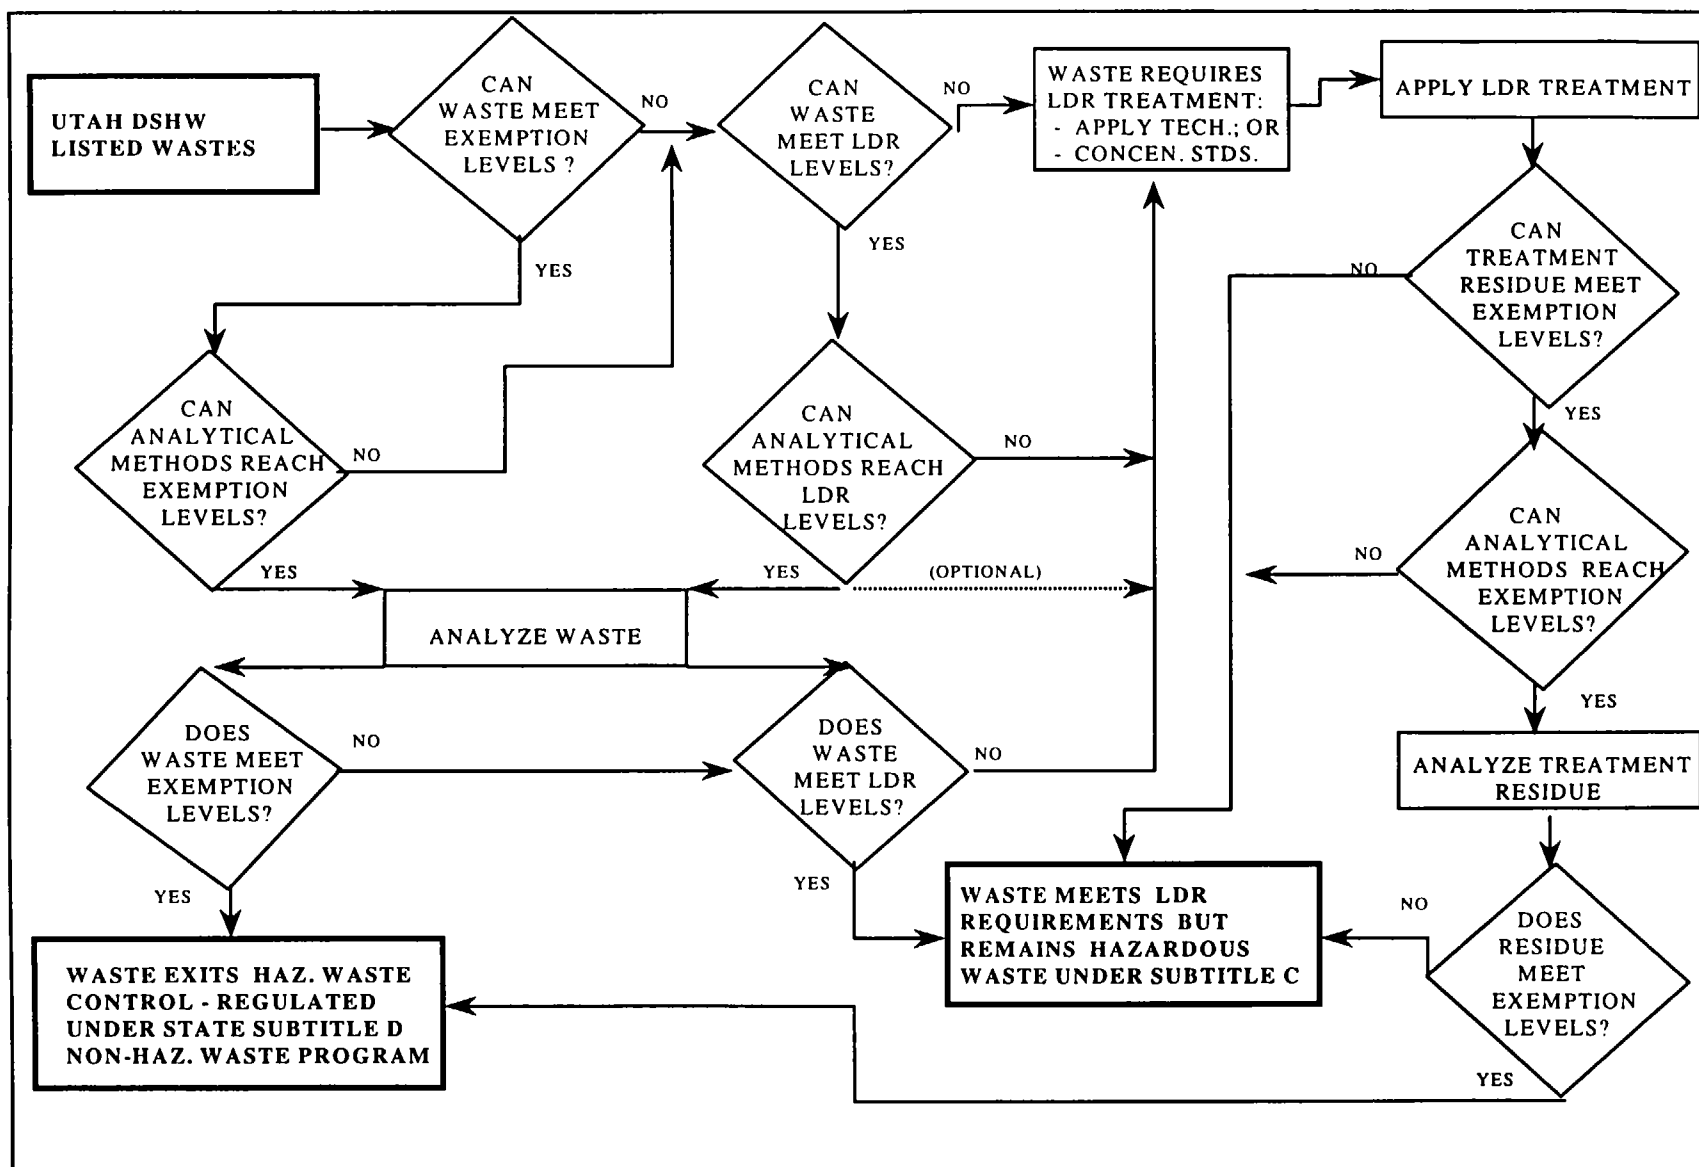 UTAH DSHW
LISTED WASTES
CAN
WASTE MEET
EXEMPTION
LEVELS ?
NO
YES
CAN
WASTE
MEET LDR
LEVELS?
NO
YES
WASTE REQUIRES
LDR TREATMENT:
- APPLY TECH.; OR
- CONCEN. STDS.
APPLY LDR TREATMENT
CAN
TREATMENT
RESIDUE MEET
EXEMPTION
LEVELS?
NO
YES
CAN
ANALYTICAL
METHODS REACH
EXEMPTION
LEVELS?
NO
YES
CAN
ANALYTICAL
METHODS REACH
LDR
LEVELS?
NO
YES
(OPTIONAL)
CAN
ANALYTICAL
METHODS REACH
EXEMPTION
LEVELS?
NO
YES
ANALYZE WASTE
DOES
WASTE MEET
EXEMPTION
LEVELS?
NO
YES
DOES
WASTE
MEET LDR
LEVELS?
NO
YES
ANALYZE TREATMENT
RESIDUE
DOES
RESIDUE
MEET
EXEMPTION
LEVELS?
NO
YES
WASTE MEETS LDR
REQUIREMENTS BUT
REMAINS HAZARDOUS
WASTE UNDER SUBTITLE C
WASTE EXITS HAZ. WASTE
CONTROL - REGULATED
UNDER STATE SUBTITLE D
NON-HAZ. WASTE PROGRAM